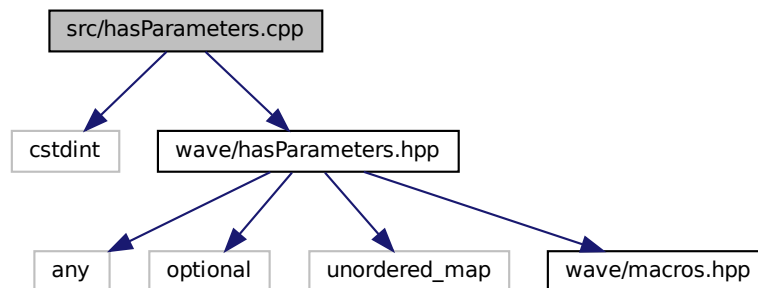 src/hasParameters.cpp
cstdint
wave/hasParameters.hpp
any
optional
unordered_map
wave/macros.hpp